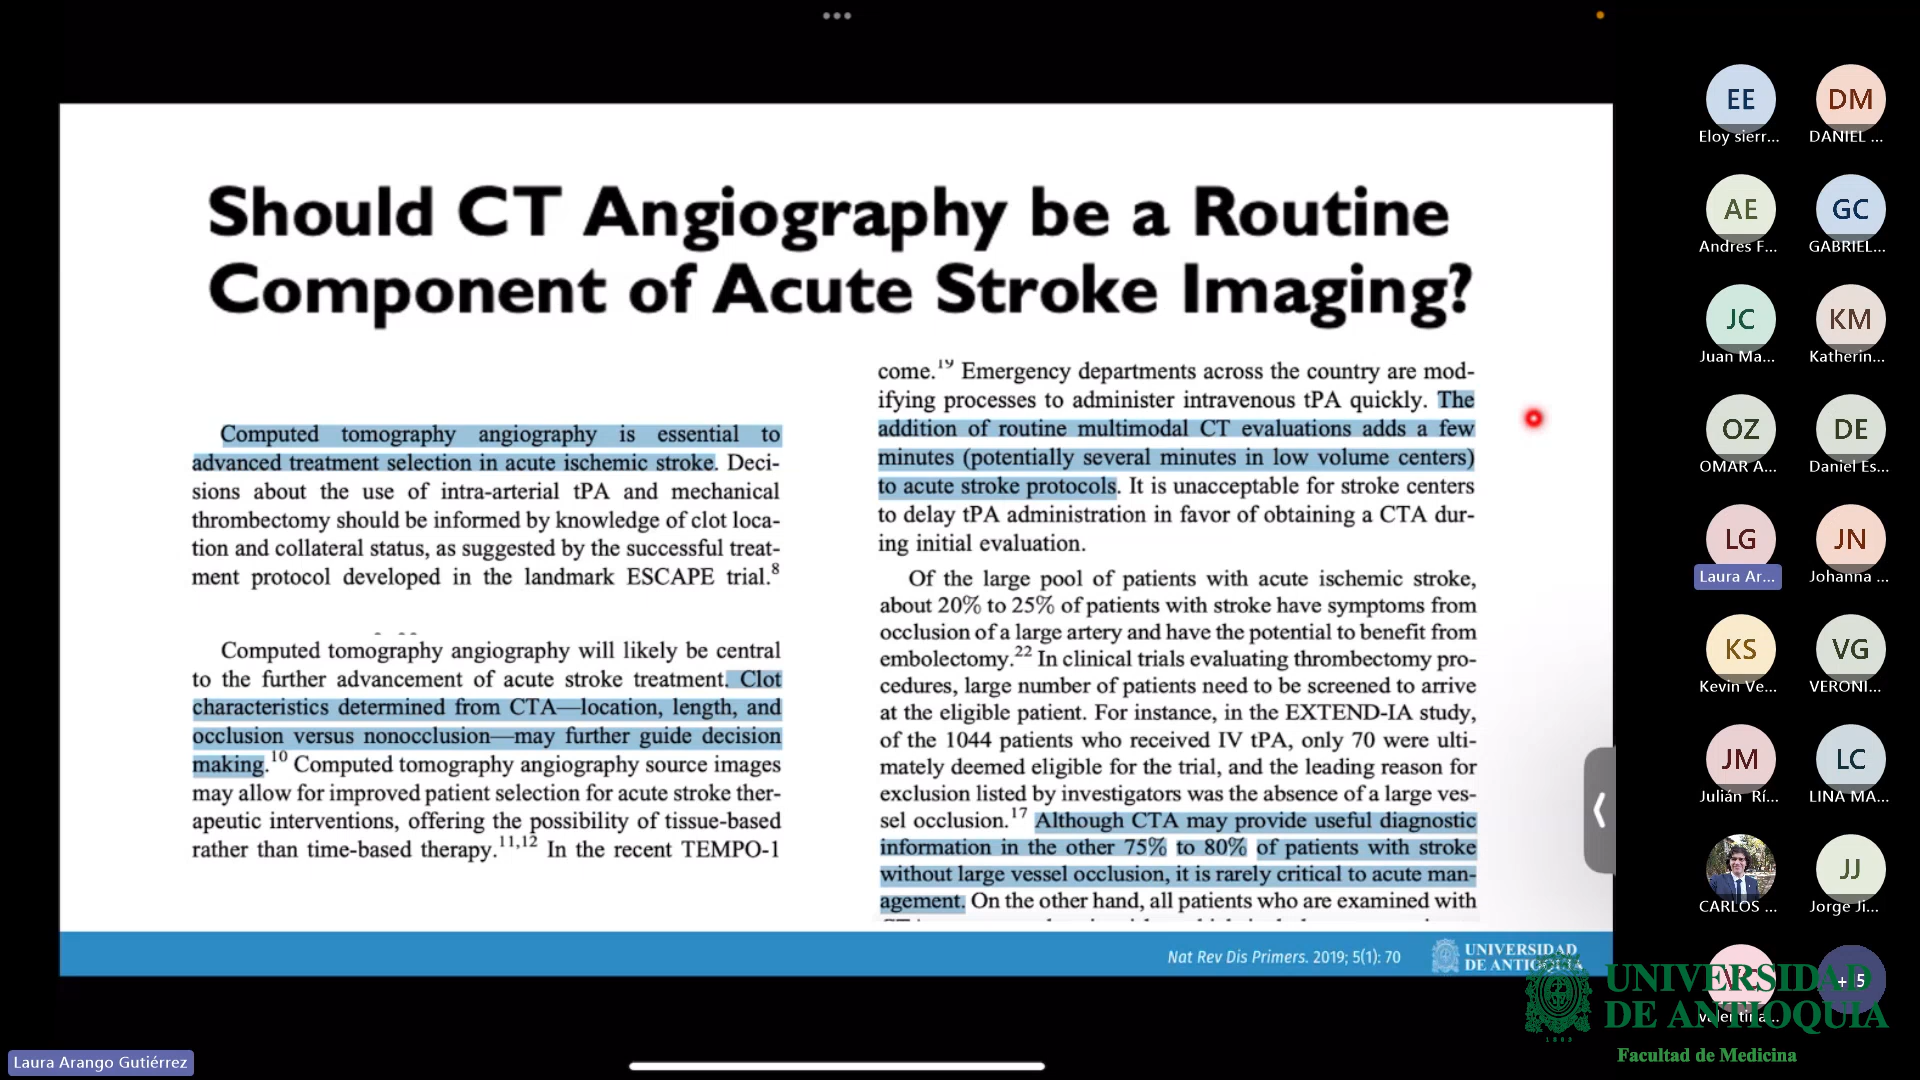 Should CT Angiography be a Routine
Component of Acute Stroke Imaging?
Computed tomography angiography is essential to
advanced treatment selection in acute ischemic stroke. Deci-
sions about the use of intra-arterial tPA and mechanical
thrombectomy should be informed by knowledge of clot loca-
tion and collateral status, as suggested by the successful treat-
ment protocol developed in the landmark ESCAPE trial.8
Computed tomography angiography will likely be central
to the further advancement of acute stroke treatment. Clot
characteristics determined from CTA—location, length, and
occlusion versus nonocclusion—may further guide decision
making.10 Computed tomography angiography source images
may allow for improved patient selection for acute stroke ther-
apeutic interventions, offering the possibility of tissue-based
rather than time-based therapy.11,12 In the recent TEMPO-1
come.19 Emergency departments across the country are mod-
ifying processes to administer intravenous tPA quickly. The
addition of routine multimodal CT evaluations adds a few
minutes (potentially several minutes in low volume centers)
to acute stroke protocols. It is unacceptable for stroke centers
to delay tPA administration in favor of obtaining a CTA dur-
ing initial evaluation.
Of the large pool of patients with acute ischemic stroke,
about 20% to 25% of patients with stroke have symptoms from
occlusion of a large artery and have the potential to benefit from
embolectomy.22 In clinical trials evaluating thrombectomy pro-
cedures, large number of patients need to be screened to arrive
at the eligible patient. For instance, in the EXTEND-IA study,
of the 1044 patients who received IV tPA, only 70 were ulti-
mately deemed eligible for the trial, and the leading reason for
exclusion listed by investigators was the absence of a large ves-
sel occlusion.17 Although CTA may provide useful diagnostic
information in the other 75% to 80% of patients with stroke
without large vessel occlusion, it is rarely critical to acute man-
agement. On the other hand, all patients who are examined with
Nat Rev Dis Primers. 2019; 5(1): 70
UNIVERSIDAD
DE ANTIOQUIA
EE
Eloy sierr...
DM
DANIEL ...
AE
Andres F...
GC
GABRIEL...
JC
Juan Ma...
KM
Katherin...
OZ
OMAR A...
DE
Daniel Es...
LG
Laura Ar...
JN
Johanna ...
KS
Kevin Ve...
VG
VERONI...
JM
Julián Rí...
LC
LINA MA...
CARLOS ...
JJ
Jorge Ji...
valentina...
+ 5
UNIVERSIDAD
DE ANTIOQUIA
1803
Facultad de Medicina
Laura Arango Gutiérrez